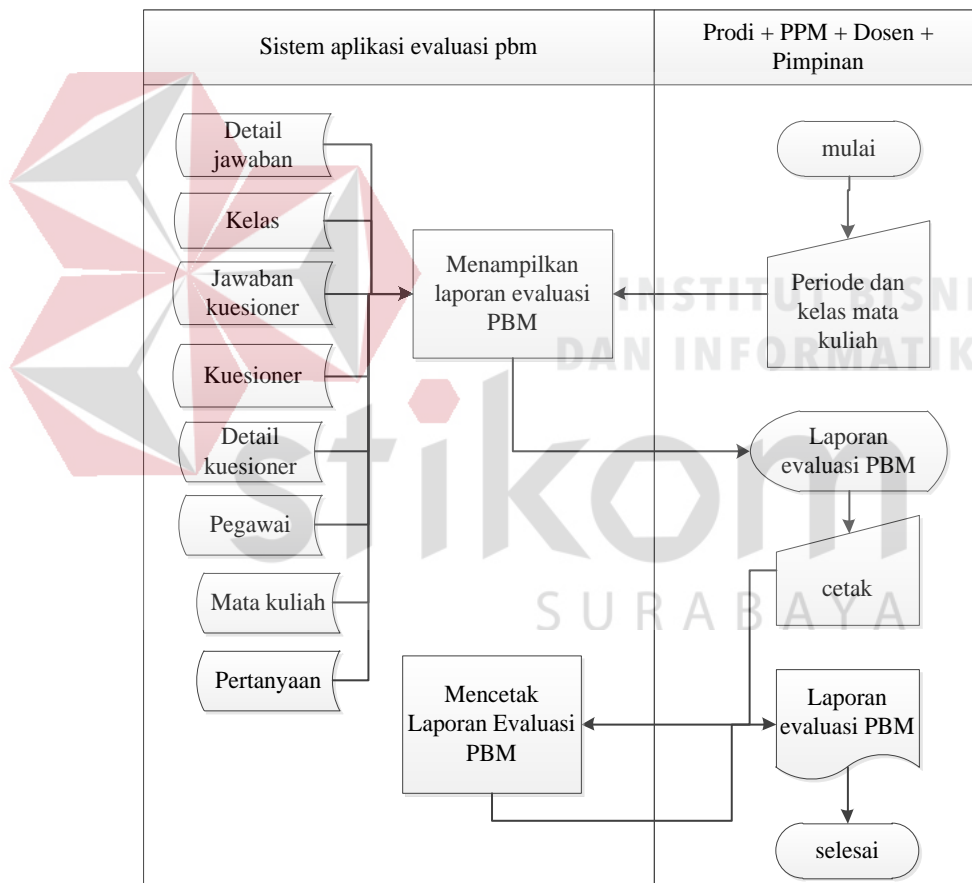 Sistem aplikasi evaluasi pbm
Prodi + PPM + Dosen +
Pimpinan
Detail
jawaban
Kelas
Jawaban
kuesioner
Kuesioner
Detail
kuesioner
Pegawai
Mata kuliah
Pertanyaan
Menampilkan
laporan evaluasi
PBM
Mencetak
Laporan Evaluasi
PBM
mulai
Periode dan
kelas mata
kuliah
Laporan
evaluasi PBM
cetak
Laporan
evaluasi PBM
selesai
INSTITUT BISNI
DAN INFORMATIK
stikom
SURABAYA